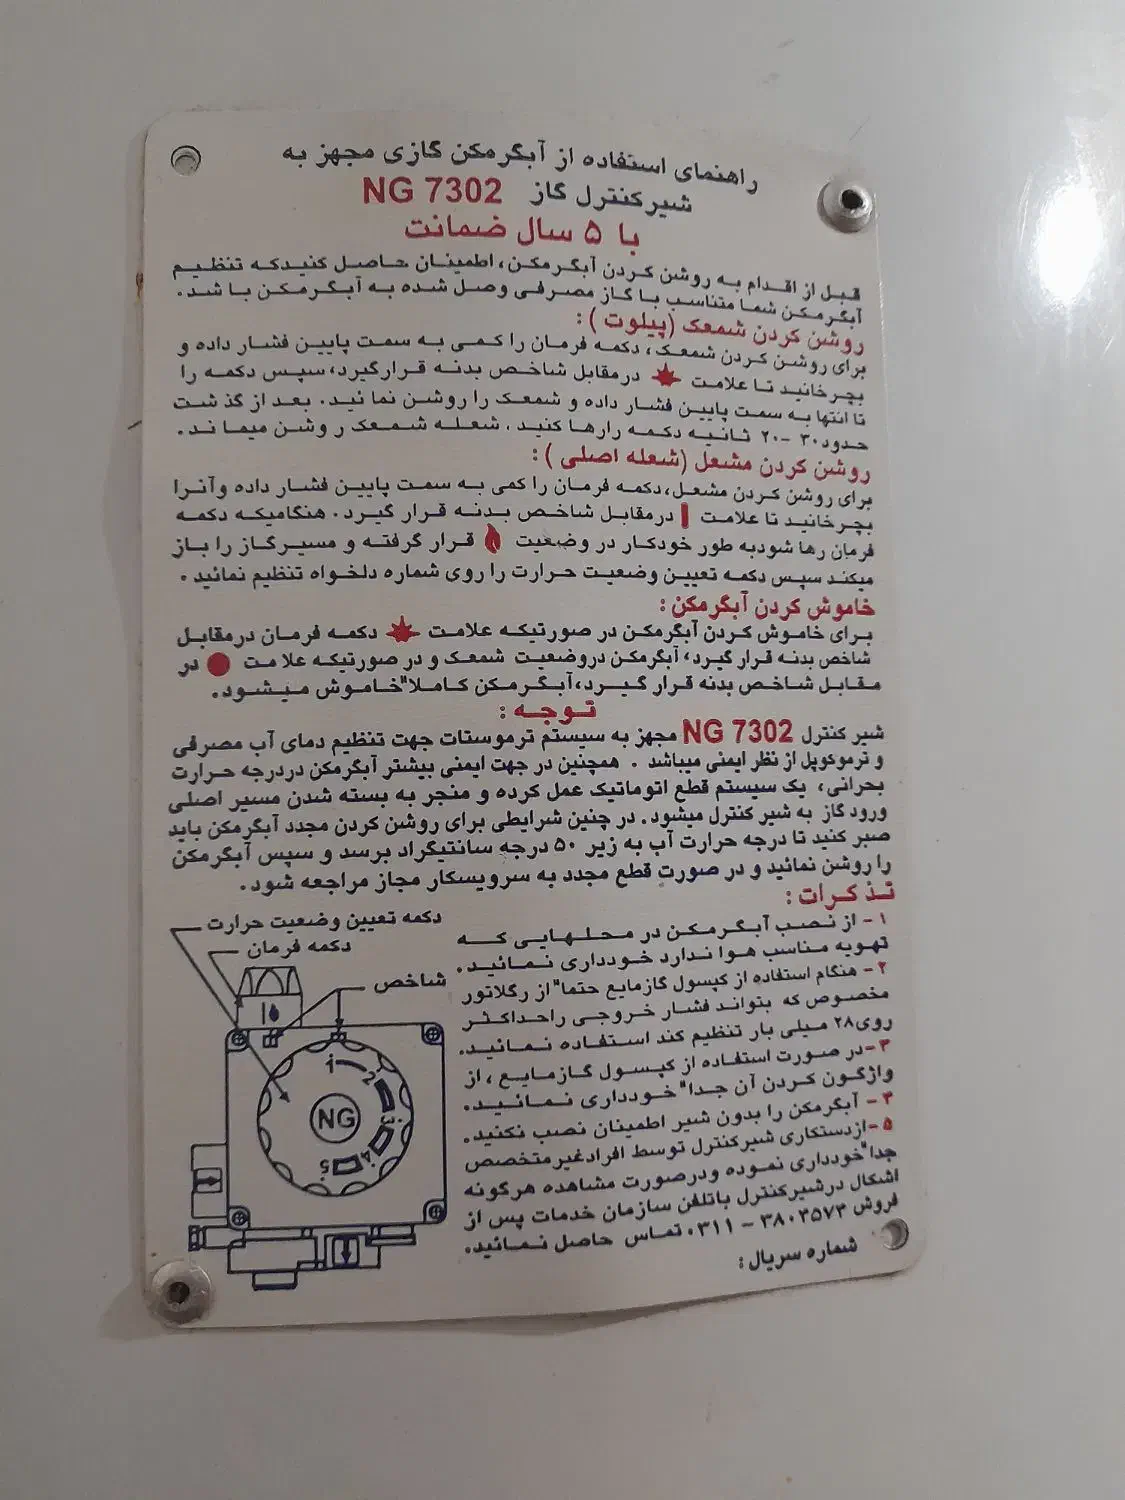 راهنمای استفاده از آبگرمکن گازی مجهز به
شیرکنترل گاز NG 7302
با ۵ سال ضمانت
قبل از اقدام به روشن کردن آبگرمکن، اطمینان حاصل کنیدکه تنظیم
آبگرمکن شما متناسب با گاز مصرفی وصل شده به آبگرمکن باشد.
روشن کردن شمعک (پیلوت):
برای روشن کردن شمعک، دکمه فرمان را کمی به سمت پایین فشار داده و
بچرخانید تا علامت درمقابل شاخص بدنه قرارگیرد، سپس دکمه را
تا انتها به سمت پایین فشار داده و شمعک را روشن نمائید. بعد از گذشت
حدود ۳۰ - ۲۰ ثانیه دکمه رارها کنید. شعله شمعک روشن میماند.
روشن کردن مشعل (شعله اصلی):
برای روشن کردن مشعل،دکمه فرمان را کمی به سمت پایین فشار داده وآنرا
بچرخانید تا علامت درمقابل شاخص بدنه قرار گیرد. هنگامیکه دکمه
فرمان رها شودبه طور خودکار در وضعیت قرار گرفته و مسیرگاز را باز
میکند سپس دکمه تعیین وضعیت حرارت را روی شماره دلخواه تنظیم نمائید.
خاموش کردن آبگرمکن:
برای خاموش کردن آبگرمکن در صورتیکه علامت دکمه فرمان درمقابل
شاخص بدنه قرار گیرد، آبگرمکن دروضعیت شمعک و در صورتیکه علامت در
مقابل شاخص بدنه قرار گیرد،آبگرمکن کاملا"خاموش میشود.
توجه:
شیر کنترل NG 7302 مجهز به سیستم ترموستات جهت تنظیم دمای آب مصرفی
و ترموکوپل از نظر ایمنی میباشد. همچنین در جهت ایمنی بیشتر آبگرمکن دردرجه حرارت
بحرانی، یک سیستم قطع اتوماتیک عمل کرده و منجر به بسته شدن مسیر اصلی
ورود گاز به شیر کنترل میشود. در چنین شرایطی برای روشن کردن مجدد آبگرمکن باید
صبر کنید تا درجه حرارت آب به زیر ۵۰ درجه سانتیگراد برسد و سپس آبگرمکن
را روشن نمائید و در صورت قطع مجدد به سرویسکار مجاز مراجعه شود.
تذکرات:
۱- از نصب آبگرمکن در محلهایی که
تهویه مناسب هوا ندارد خودداری نمائید.
۲- هنگام استفاده از کپسول گازمایع حتما" از رگلاتور
مخصوص که بتواند فشار خروجی راحداکثر
روی۲۸ میلی بار تنظیم کند استفاده نمائید.
۳-در صورت استفاده از کپسول گازمایع، از
واژگون کردن آن جدا" خودداری نمائید.
۴- آبگرمکن را بدون شیر اطمینان نصب نکنید.
۵-ازدستکاری شیرکنترل توسط افرادغیرمتخصص
جدا"خودداری نموده ودرصورت مشاهده هرگونه
اشکال درشیرکنترل باتلفن سازمان خدمات پس از
فروش ۳۸۰۳۵۷۳ - ۰۳۱۱ تماس حاصل نمائید.
شماره سریال:
دکمه تعیین وضعیت حرارت
دکمه فرمان
شاخص
1
2
3
4
5
NG